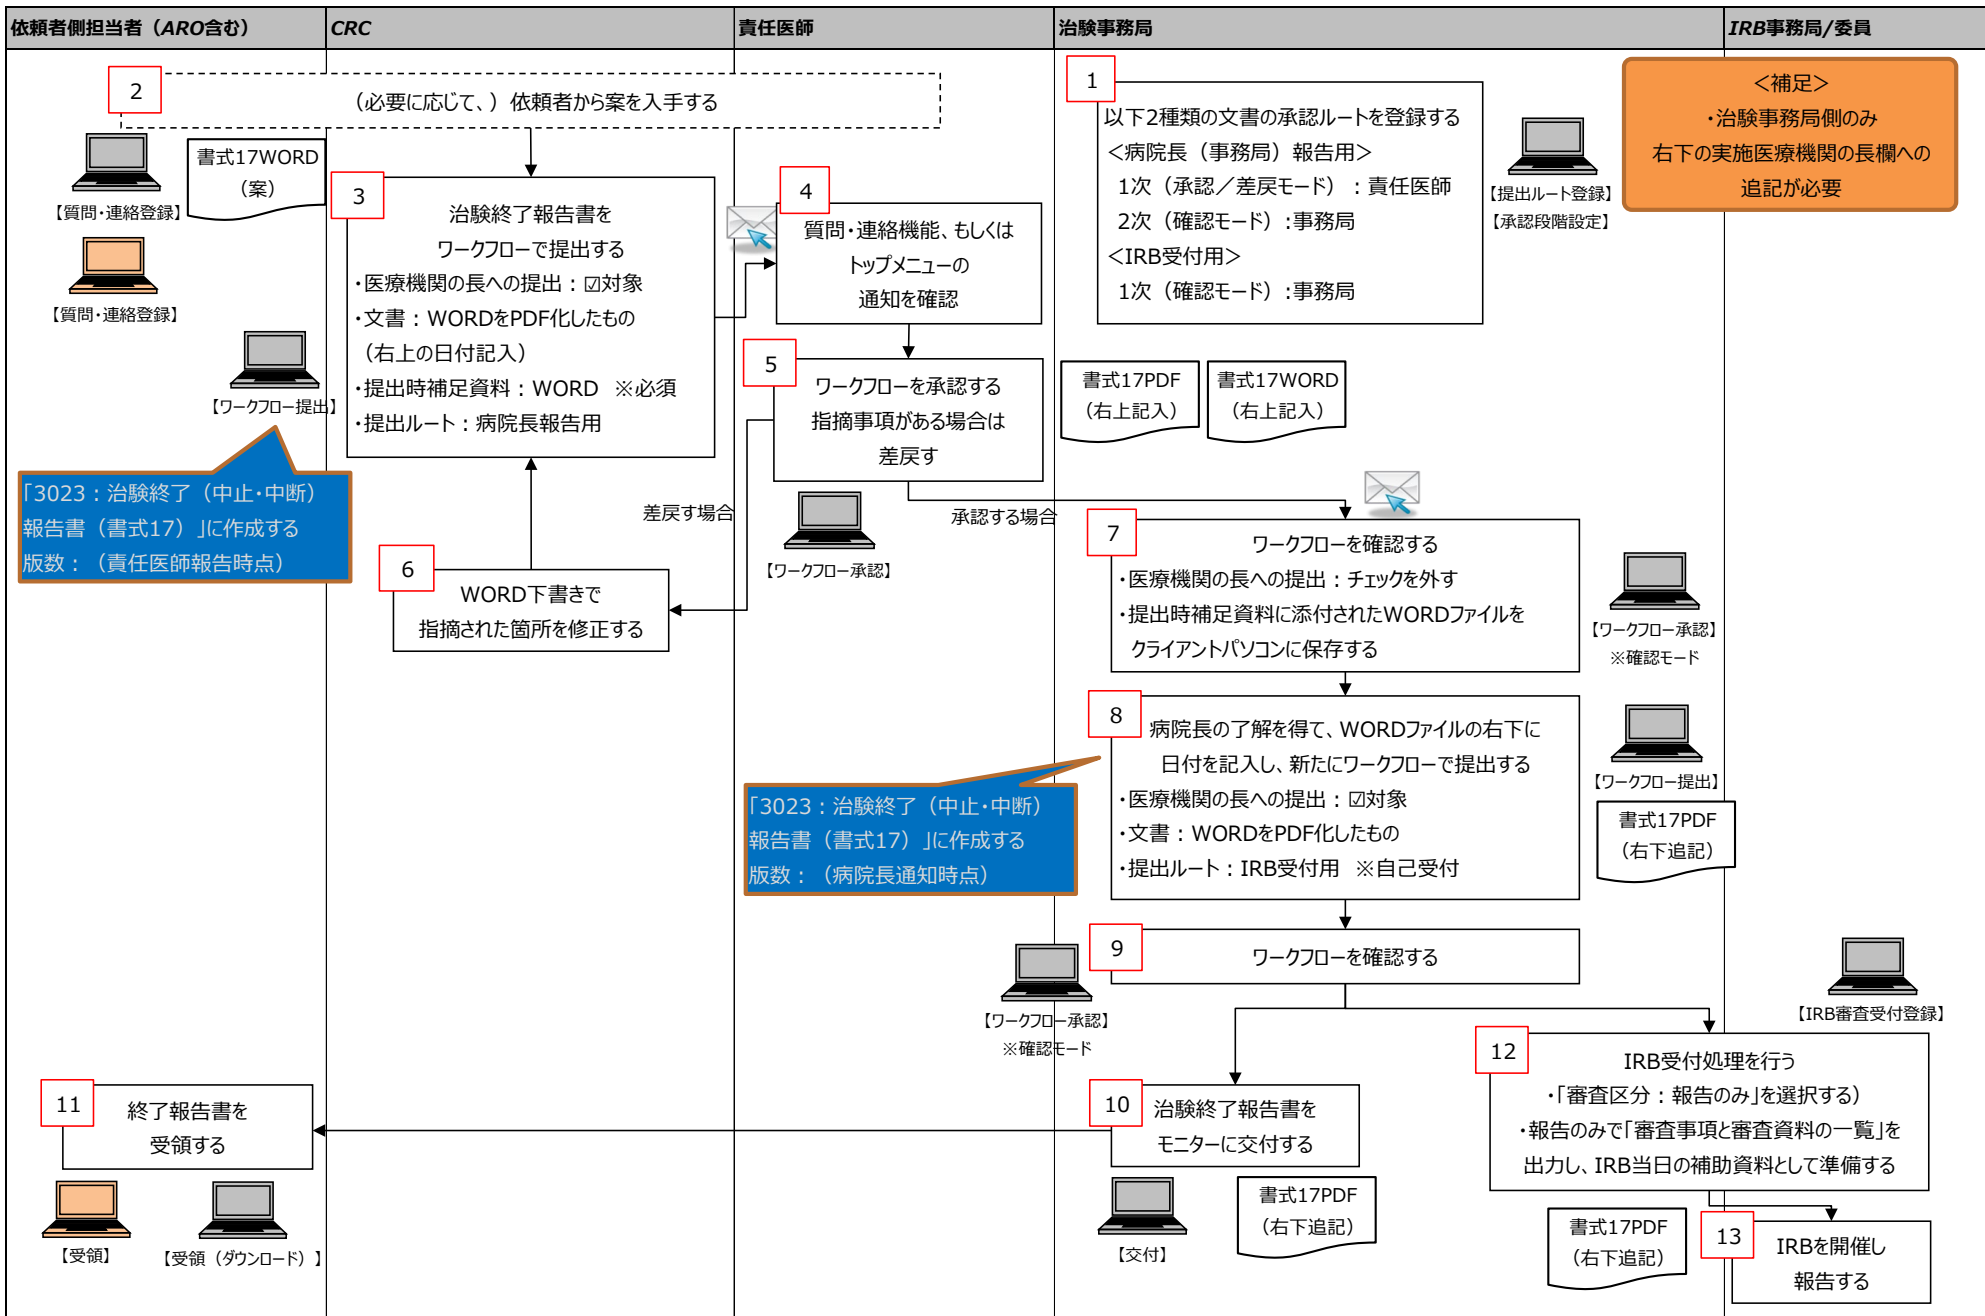 依頼者側担当者（ARO含む）
CRC
責任医師
治験事務局
IRB事務局/委員
2
（必要に応じて、）依頼者から案を入手する
【質問・連絡登録】
書式17WORD
（案）
【質問・連絡登録】
【ワークフロー提出】
「3023：治験終了（中止・中断）
報告書（書式17）」に作成する
版数：（責任医師報告時点）
3
治験終了報告書を
ワークフローで提出する
・医療機関の長への提出：☑対象
・文書：WORDをPDF化したもの
（右上の日付記入）
・提出時補足資料：WORD　※必須
・提出ルート：病院長報告用
4
質問・連絡機能、もしくは
トップメニューの
通知を確認
5
ワークフローを承認する
指摘事項がある場合は
差戻す
差戻す場合
【ワークフロー承認】
承認する場合
6
WORD下書きで
指摘された箇所を修正する
1
以下2種類の文書の承認ルートを登録する
＜病院長（事務局）報告用＞
1次（承認／差戻モード）：責任医師
2次（確認モード）:事務局
＜IRB受付用＞
1次（確認モード）:事務局
【提出ルート登録】
【承認段階設定】
＜補足＞
・治験事務局側のみ
右下の実施医療機関の長欄への
追記が必要
書式17PDF
（右上記入）
書式17WORD
（右上記入）
7
ワークフローを確認する
・医療機関の長への提出：チェックを外す
・提出時補足資料に添付されたWORDファイルを
クライアントパソコンに保存する
【ワークフロー承認】
※確認モード
8
病院長の了解を得て、WORDファイルの右下に
日付を記入し、新たにワークフローで提出する
・医療機関の長への提出：☑対象
・文書：WORDをPDF化したもの
・提出ルート：IRB受付用　※自己受付
【ワークフロー提出】
書式17PDF
（右下追記）
「3023：治験終了（中止・中断）
報告書（書式17）」に作成する
版数：（病院長通知時点）
9
ワークフローを確認する
【ワークフロー承認】
※確認モード
【IRB審査受付登録】
10
治験終了報告書を
モニターに交付する
【交付】
書式17PDF
（右下追記）
11
終了報告書を
受領する
【受領】
【受領（ダウンロード）】
12
IRB受付処理を行う
・「審査区分：報告のみ」を選択する）
・報告のみで「審査事項と審査資料の一覧」を
出力し、IRB当日の補助資料として準備する
書式17PDF
（右下追記）
13
IRBを開催し
報告する